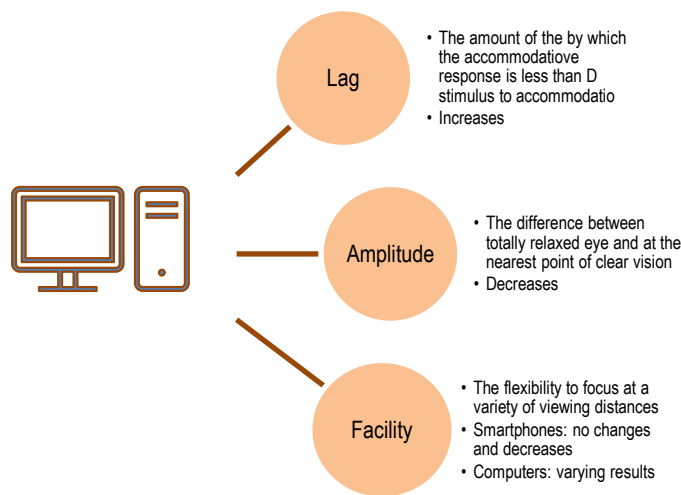 Lag
• The amount of the by which
the accommodatiove
response is less than D
stimulus to accommodatio
• Increases
Amplitude
• The difference between
totally relaxed eye and at the
nearest point of clear vision
• Decreases
Facility
• The flexibility to focus at a
variety of viewing distances
• Smartphones: no changes
and decreases
• Computers: varying results